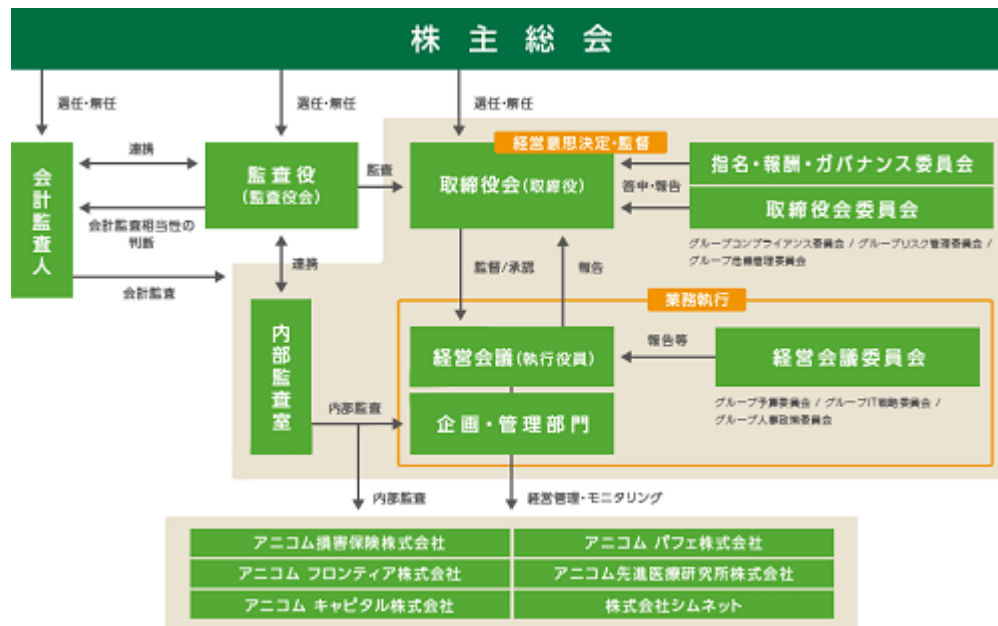 株主総会
選任・解任
選任・解任
選任・解任
会計監査人
連携
会計監査相当性の
判断
会計監査
監査役
(監査役会)
監査
連携
経営意思決定・監督
取締役会(取締役)
指名・報酬・ガバナンス委員会
答申・報告
取締役会委員会
グループコンプライアンス委員会 / グループリスク管理委員会 /
グループ危機管理委員会
監督/承認
報告
業務執行
内部監査室
経営会議(執行役員)
報告等
経営会議委員会
グループ予算委員会 / グループIT戦略委員会 /
グループ人事政策委員会
内部監査
企画・管理部門
内部監査
経営管理・モニタリング
アニコム損害保険株式会社
アニコム パフェ株式会社
アニコム フロンティア株式会社
アニコム先進医療研究所株式会社
アニコム キャピタル株式会社
株式会社シムネット